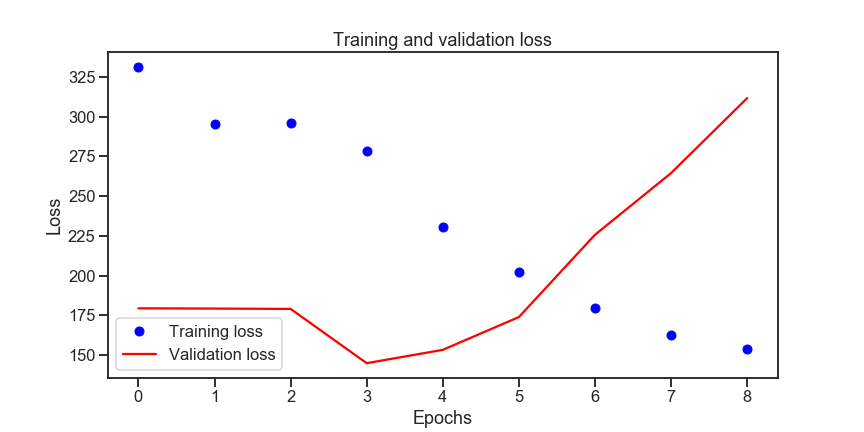 Training and validation loss
Loss
325
300
275
250
225
200
175
150
Training loss
Validation loss
0 1 2 3 4 5 6 7 8
Epochs